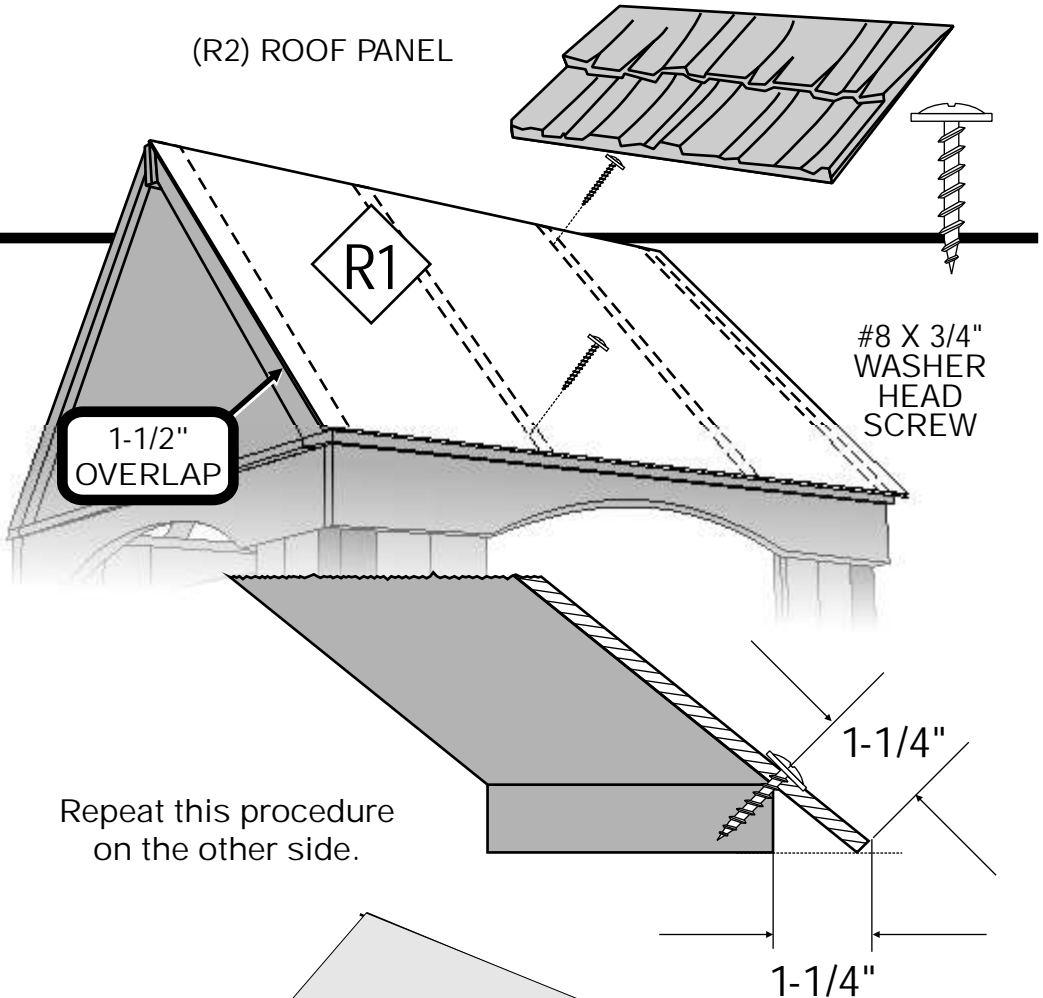 (R2) ROOF PANEL
R1
#8 X 3/4"
WASHER
HEAD
SCREW
1-1/2"
OVERLAP
1-1/4"
Repeat this procedure
on the other side.
1-1/4"